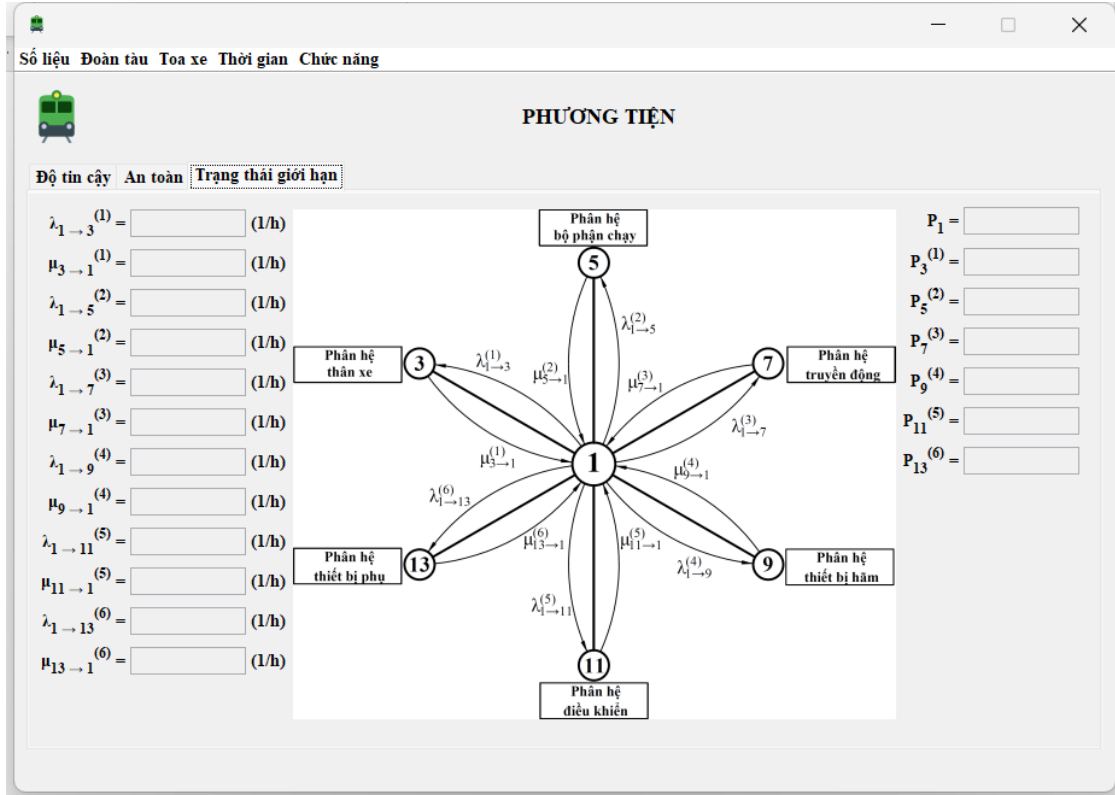 Số liệu Đoàn tàu Toa xe Thời gian Chức năng
PHƯƠNG TIỆN
Độ tin cậy An toàn Trạng thái giới hạn
λ1 → 3(1) = (1/h)
μ3 → 1(1) = (1/h)
λ1 → 5(2) = (1/h)
μ5 → 1(2) = (1/h)
λ1 → 7(3) = (1/h)
μ7 → 1(3) = (1/h)
λ1 → 9(4) = (1/h)
μ9 → 1(4) = (1/h)
λ1 → 11(5) = (1/h)
μ11 → 1(5) = (1/h)
λ1 → 13(6) = (1/h)
μ13 → 1(6) = (1/h)
Phân hệ
bộ phận chạy
5
λ1→5(2)
μ5→1(2)
Phân hệ
thân xe
3
λ1→3(1)
μ3→1(1)
μ7→1(3)
7
Phân hệ
truyền động
λ1→7(3)
1
μ9→1(4)
λ1→13(6)
μ13→1(6)
μ11→1(5)
λ1→9(4)
Phân hệ
thiết bị phụ
13
9
Phân hệ
thiết bị hãm
λ1→11(5)
11
Phân hệ
điều khiển
P1 =
P3(1) =
P5(2) =
P7(3) =
P9(4) =
P11(5) =
P13(6) =